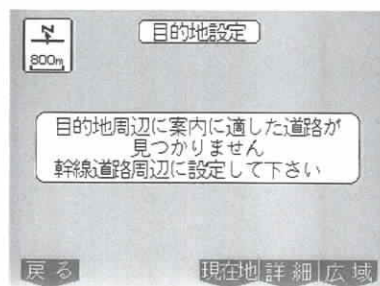 N
目的地設定
800m
目的地周辺に案内に適した道路が
見つかりません
幹線道路周辺に設定して下さい
戻る 現在地 詳細 広域